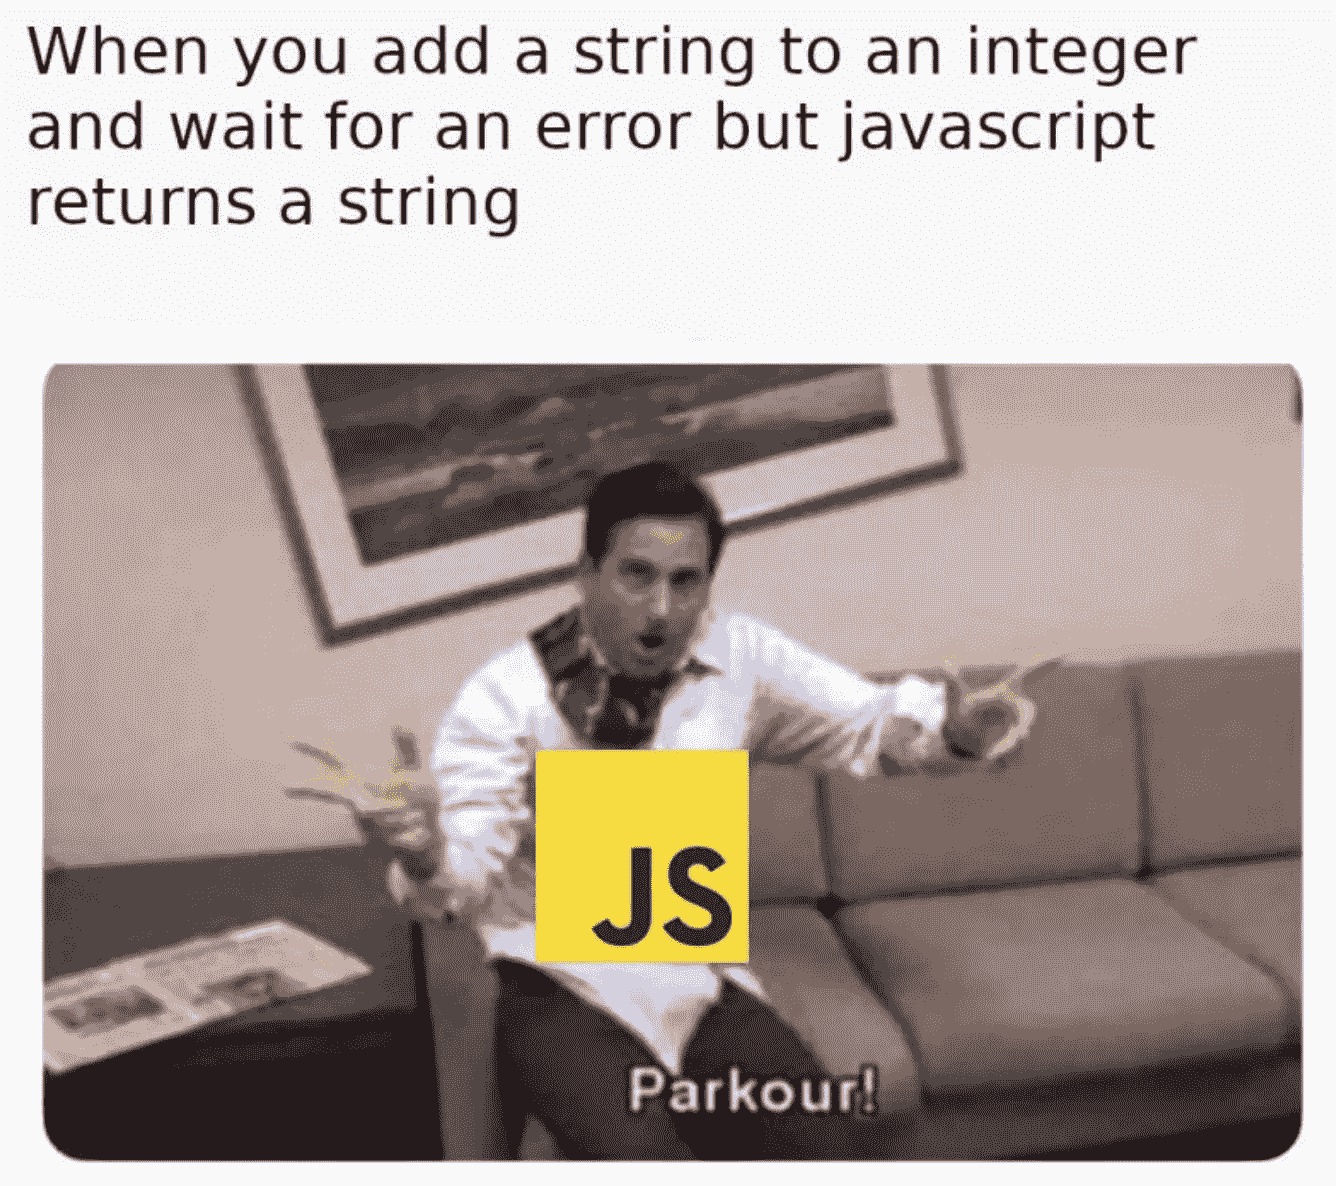 When you add a string to an integer
and wait for an error but javascript
returns a string
JS
Parkour!